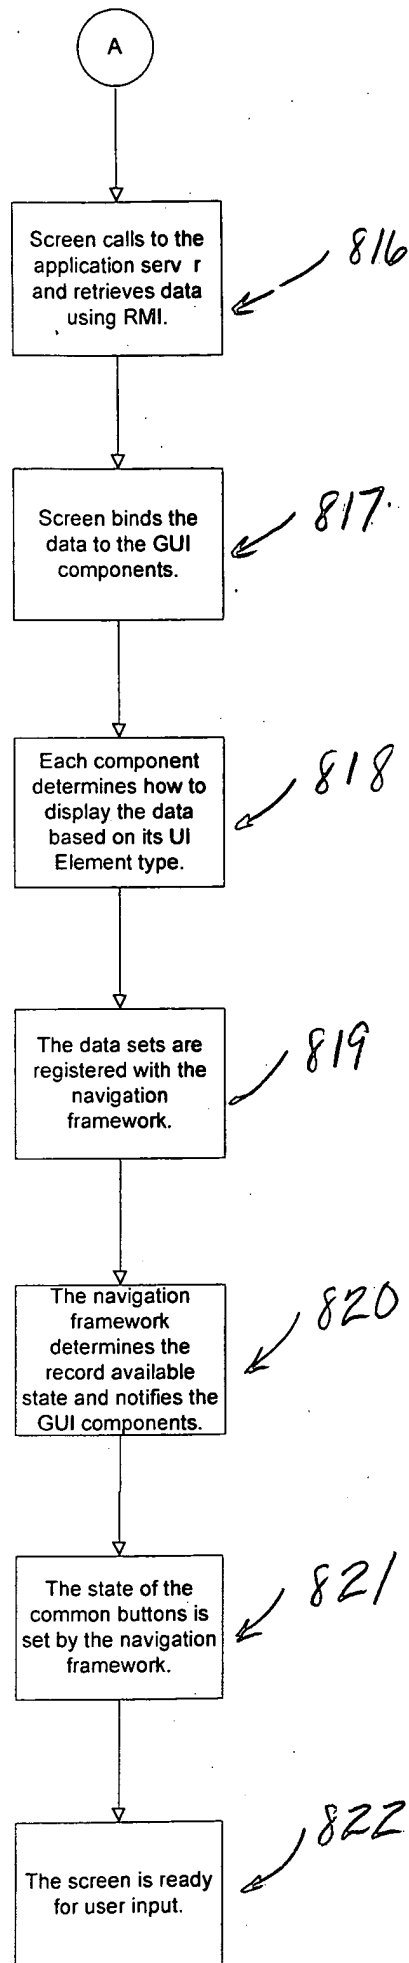 A
Screen calls to the
application serv r
and retrieves data
using RMI.
816
Screen binds the
data to the GUI
components.
817
Each component
determines how to
display the data
based on its UI
Element type.
818
The data sets are
registered with the
navigation
framework.
819
The navigation
framework
determines the
record available
state and notifies the
GUI components.
820
The state of the
common buttons is
set by the navigation
framework.
821
The screen is ready
for user input.
822